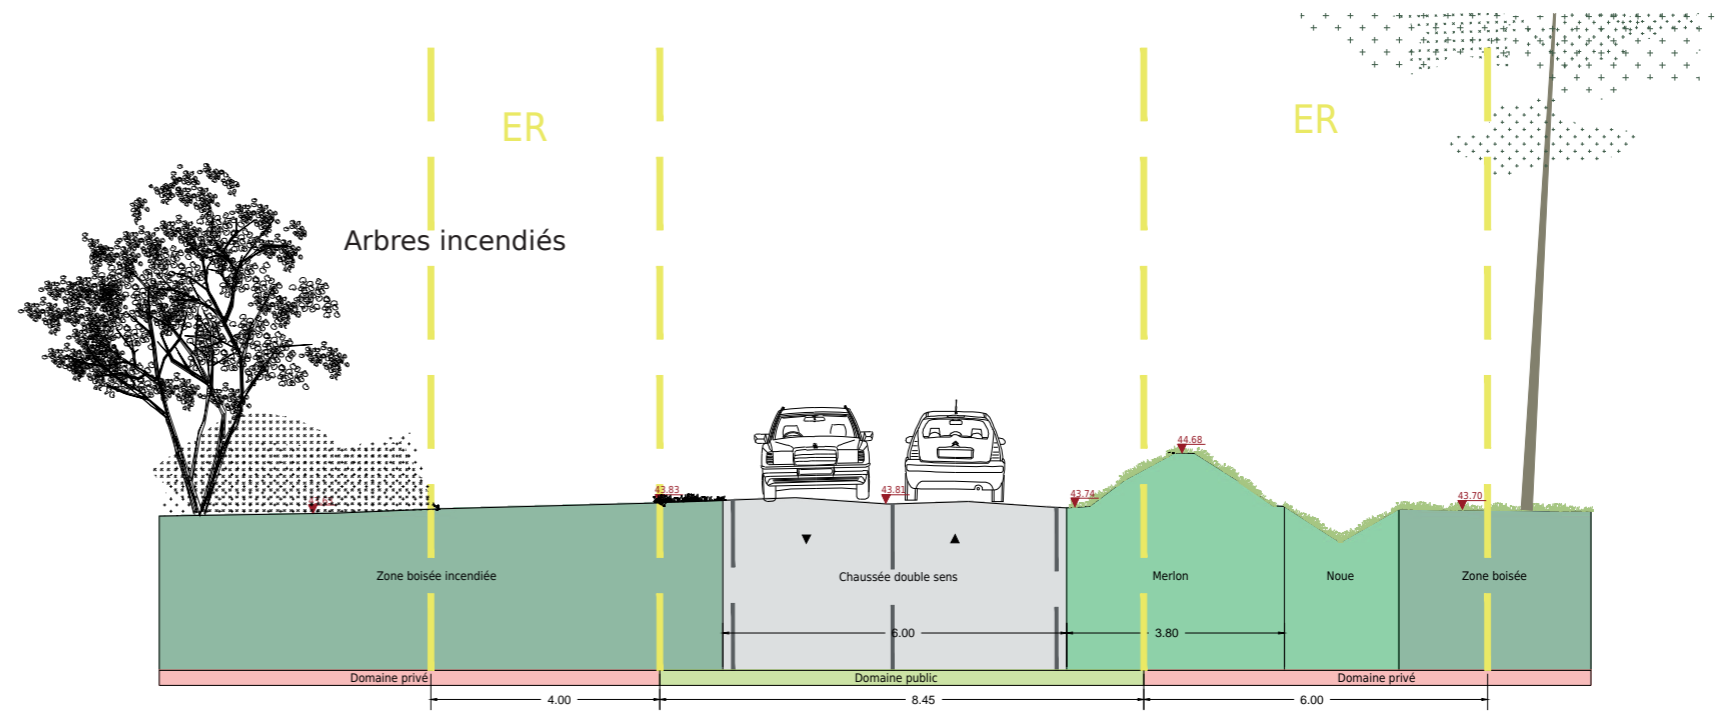 ER
ER
Arbres incendiés
44.68
43.83
43.81
43.74
43.70
Zone boisée incendiée
Chaussée double sens
Merlon
Noue
Zone boisée
6.00
3.80
Domaine privé
Domaine public
Domaine privé
4.00
8.45
6.00